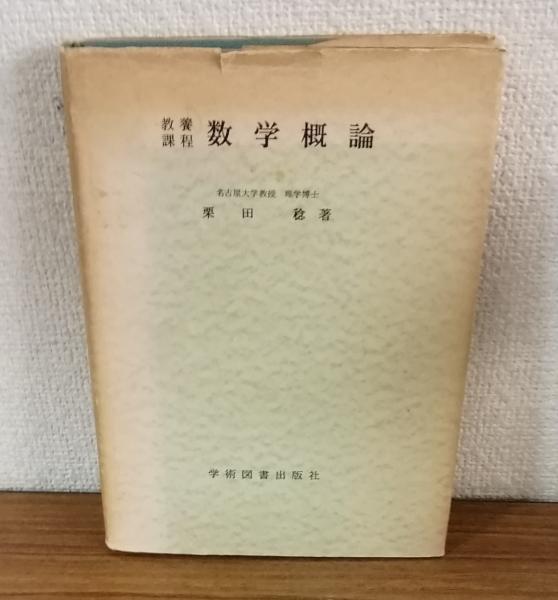 教養課程 数学概論
名古屋大学教授 理学博士
栗田 稔 著
学術図書出版社